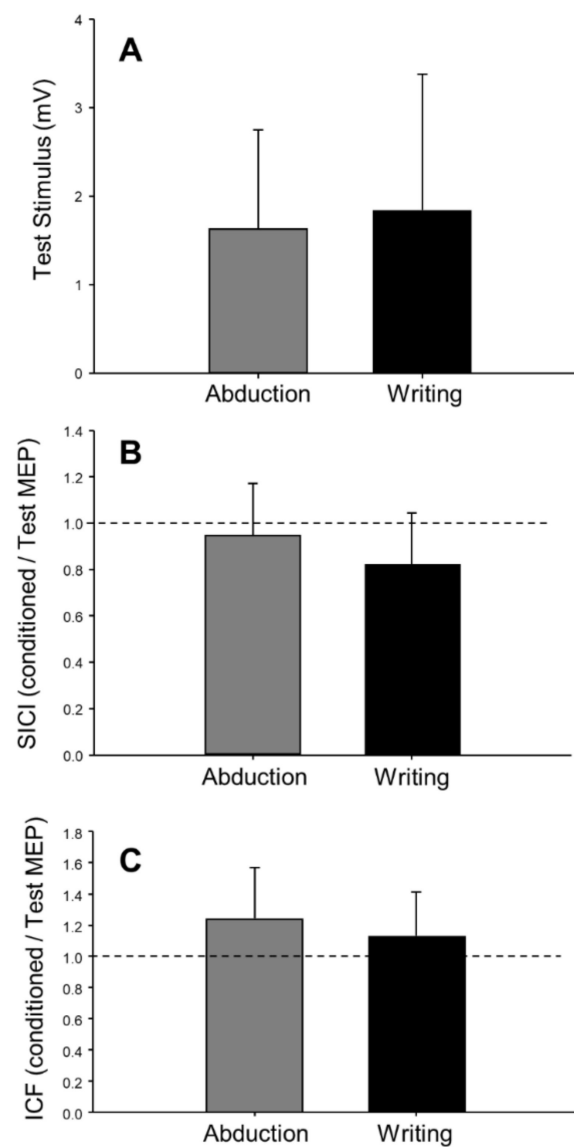 A
Test Stimulus (mV)
4
3
2
1
0
Abduction Writing
B
SICI (conditioned / Test MEP)
1.4
1.2
1.0
0.8
0.6
0.4
0.2
0.0
Abduction Writing
C
ICF (conditioned / Test MEP)
1.8
1.6
1.4
1.2
1.0
0.8
0.6
0.4
0.2
0.0
Abduction Writing